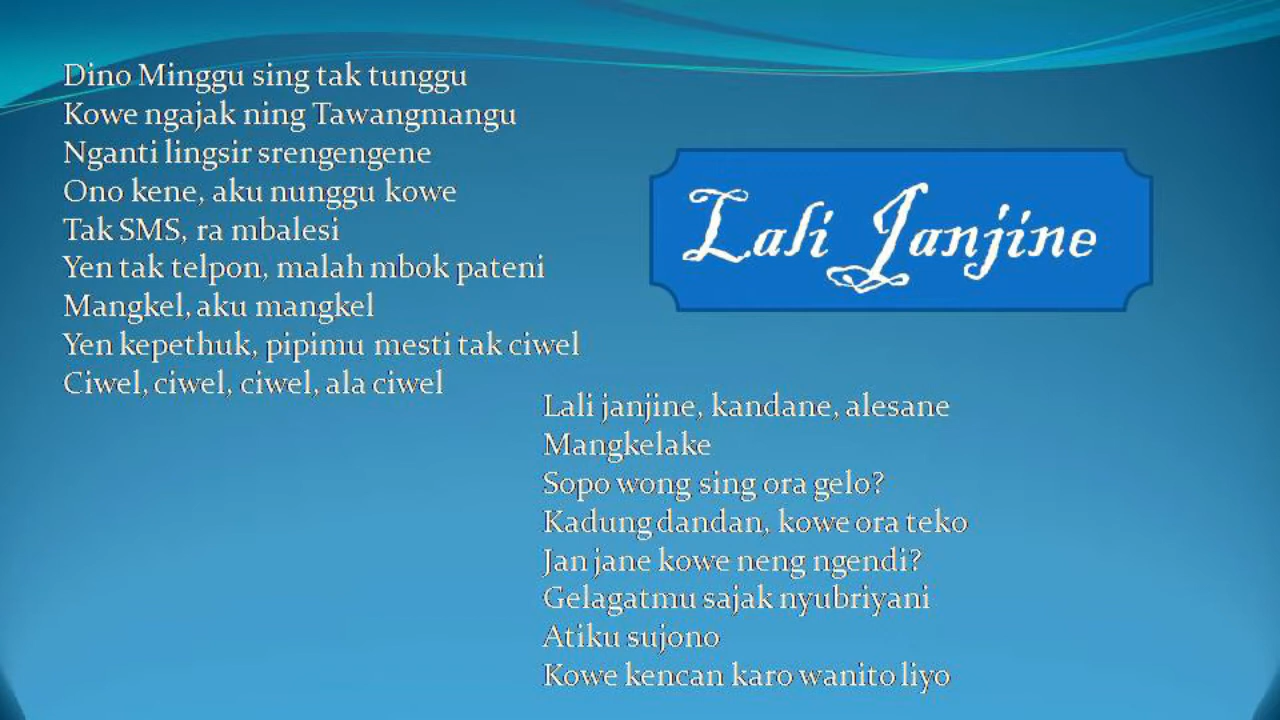 Dino Minggu sing tak tunggu
Kowe ngajak ning Tawangmangu
Nganti lingsir srengengene
Ono kene, aku nunggu kowe
Tak SMS, ra mbalesi
Yen tak telpon, malah mbok pateni
Mangkel, aku mangkel
Yen kepethuk, pipimu mesti tak ciwel
Ciwel, ciwel, ciwel, ala ciwel
Lali Janjine
Lali janjine, kandane, alesane
Mangkelake
Sopo wong sing ora gelo?
Kadung dandan, kowe ora teko
Jan jane kowe neng ngendi?
Gelagatmu sajak nyubriyani
Atiku sujono
Kowe kencan karo wanito liyo